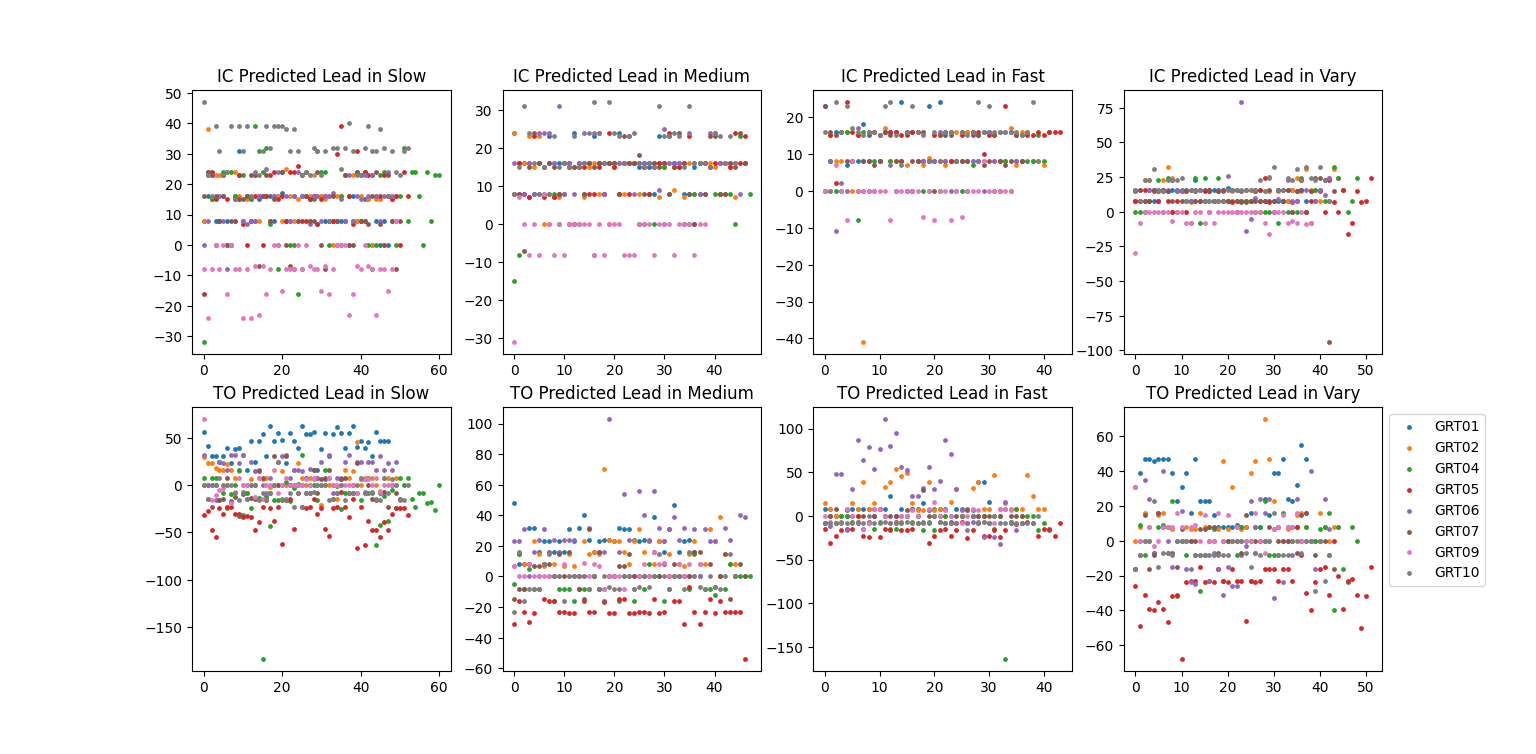 IC Predicted Lead in Slow
IC Predicted Lead in Medium
IC Predicted Lead in Fast
IC Predicted Lead in Vary
50
40
30
20
10
0
−10
−20
−30
0 20 40 60
30
20
10
0
−10
−20
−30
0 10 20 30 40
20
10
0
−10
−20
−30
−40
0 10 20 30 40
75
50
25
0
−25
−50
−75
−100
0 10 20 30 40 50
TO Predicted Lead in Slow
TO Predicted Lead in Medium
TO Predicted Lead in Fast
TO Predicted Lead in Vary
50
0
−50
−100
−150
0 20 40 60
100
80
60
40
20
0
−20
−40
−60
0 10 20 30 40
100
50
0
−50
−100
−150
0 10 20 30 40
60
40
20
0
−20
−40
−60
0 10 20 30 40 50
GRT01
GRT02
GRT04
GRT05
GRT06
GRT07
GRT09
GRT10